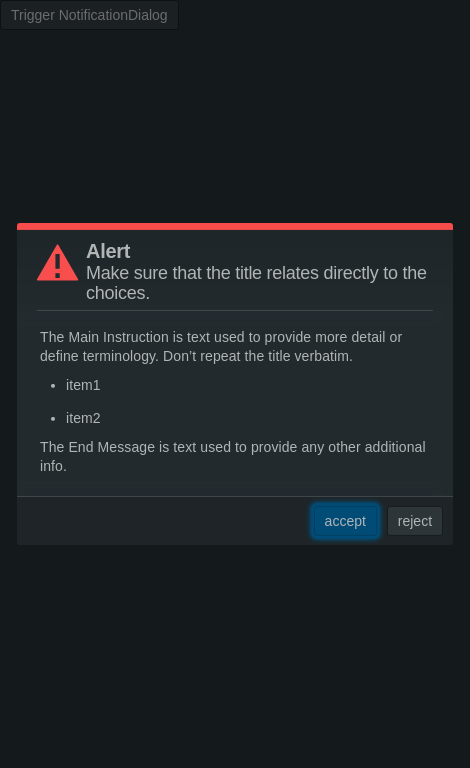 Trigger NotificationDialog
Alert
Make sure that the title relates directly to the
choices.
The Main Instruction is text used to provide more detail or
define terminology. Don’t repeat the title verbatim.
• item1
• item2
The End Message is text used to provide any other additional
info.
accept
reject